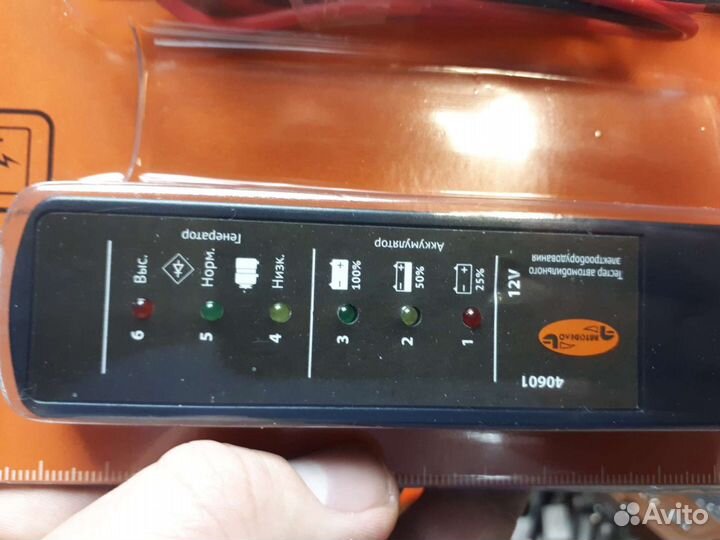 Тестер автомобильного
электрооборудования
40601
12V
Аккумулятор
1
25%
2
50%
3
100%
Генератор
4
Низк.
5
Норм.
6
Выс.
Avito